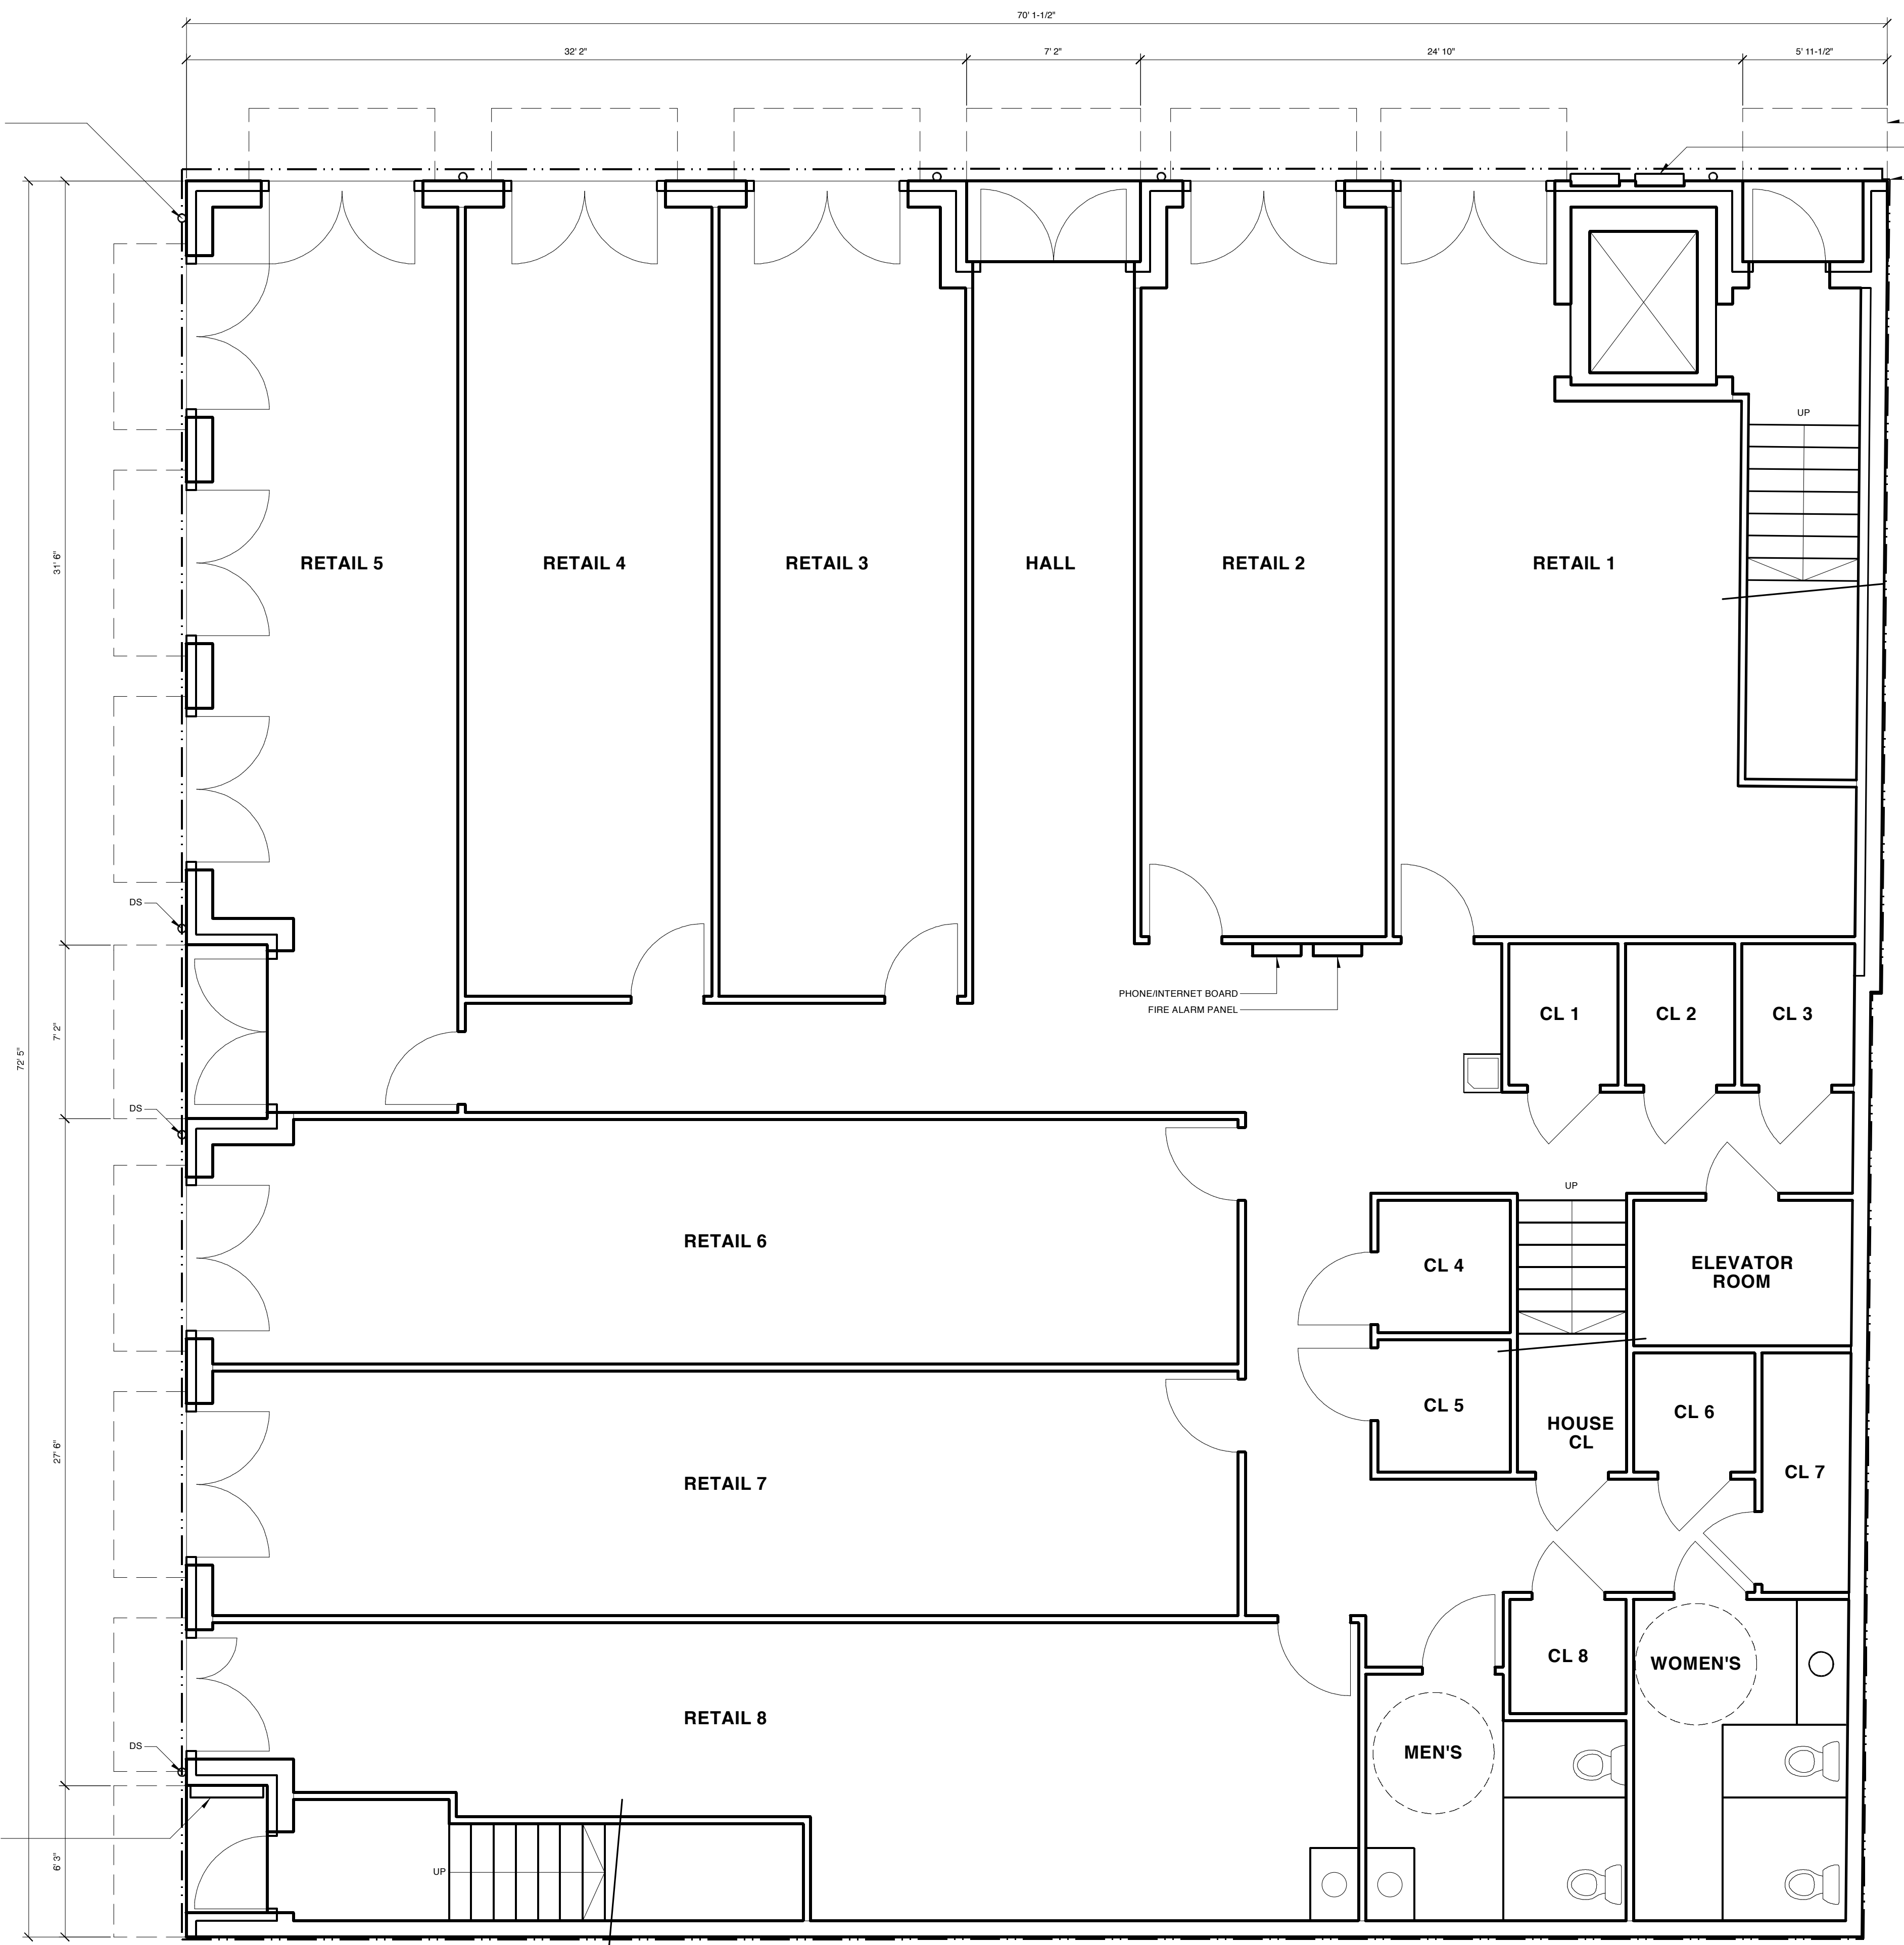 70' 1-1/2"
32' 2"
7' 2"
24' 10"
5' 11-1/2"
UP
31' 6"
RETAIL 5
RETAIL 4
RETAIL 3
HALL
RETAIL 2
RETAIL 1
DS
PHONE/INTERNET BOARD
FIRE ALARM PANEL
CL 1
CL 2
CL 3
7' 2"
72' 5"
DS
UP
RETAIL 6
CL 4
ELEVATOR
ROOM
CL 5
CL 6
HOUSE
CL
27' 6"
RETAIL 7
CL 7
CL 8
WOMEN'S
RETAIL 8
DS
MEN'S
6' 3"
UP